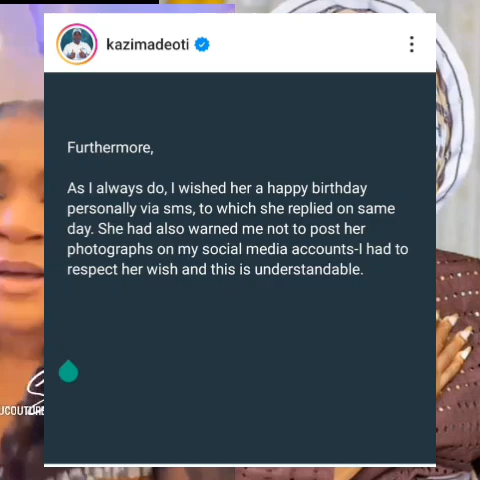 kazimadeoti
Furthermore,
As I always do, I wished her a happy birthday
personally via sms, to which she replied on same
day. She had also warned me not to post her
photographs on my social media accounts-I had to
respect her wish and this is understandable.